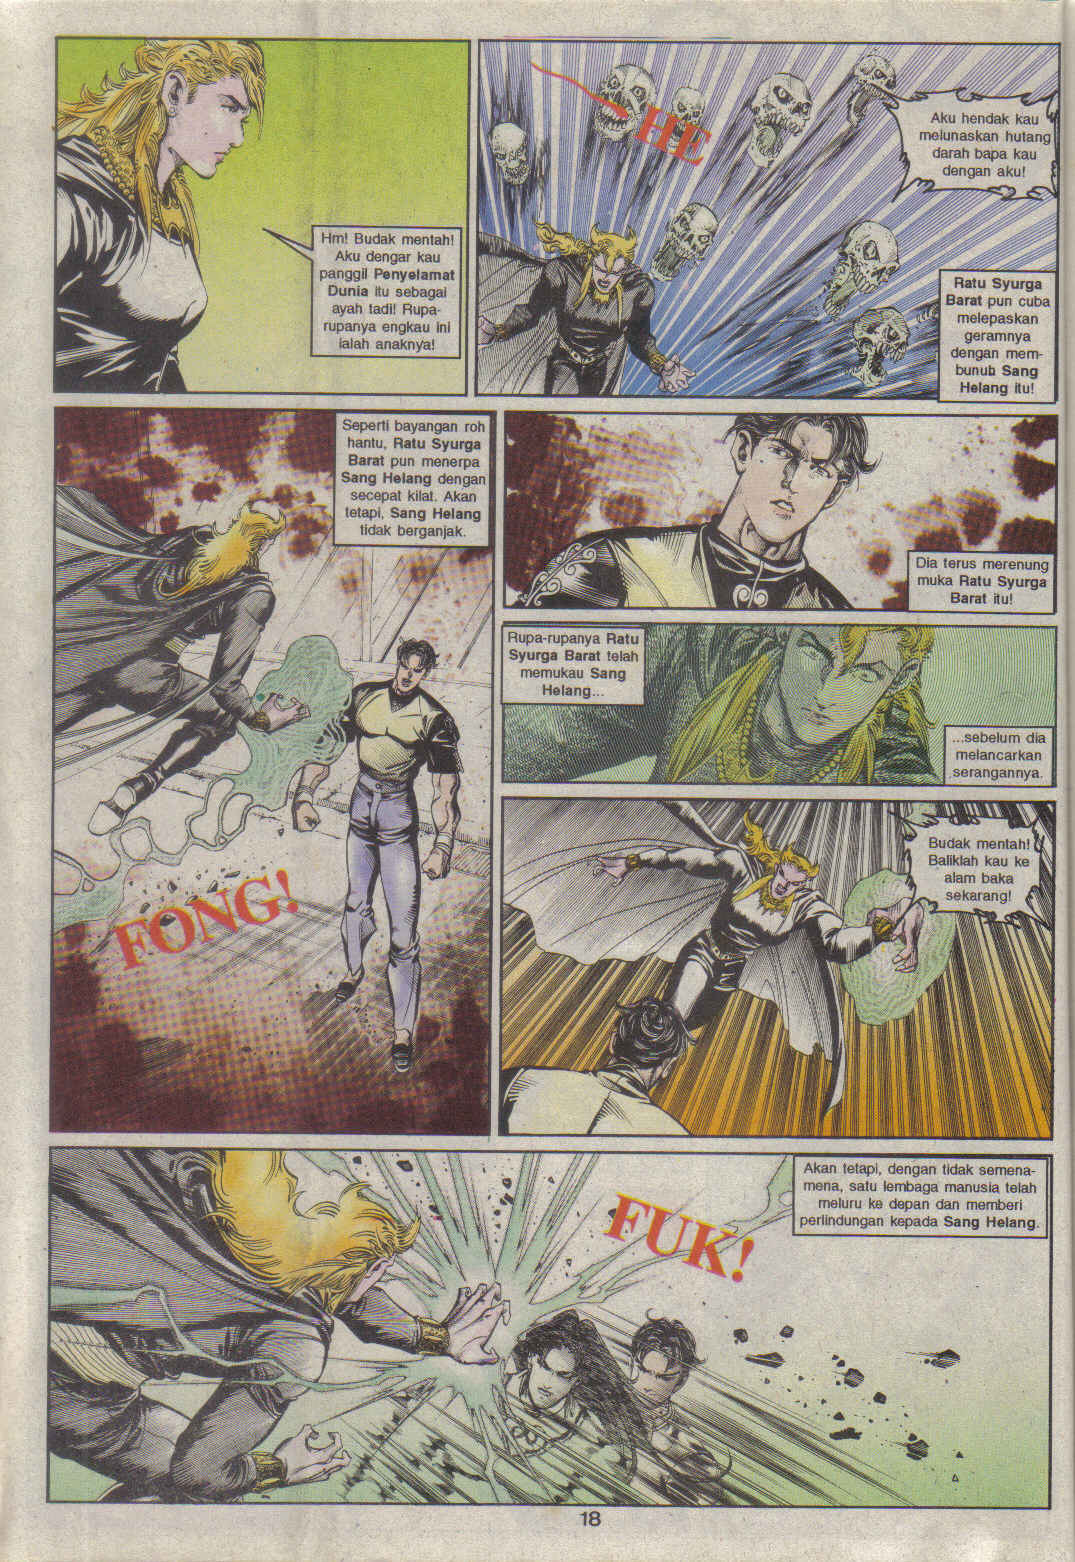 Hm! Budak mentah!
Aku dengar kau
panggil Penyelamat
Dunia itu sebagai
ayah tadi! Rupa-
rupanya engkau ini
ialah anaknya!
HE
Aku hendak kau
melunaskan hutang
darah bapa kau
dengan aku!
Ratu Syurga
Barat pun cuba
melepaskan
geramnya
dengan mem-
bunub Sang
Helang itu!
Seperti bayangan roh
hantu, Ratu Syurga
Barat pun menerpa
Sang Helang dengan
secepat kilat. Akan
tetapi, Sang Helang
tidak berganjak.
FONG!
Dia terus merenung
muka Ratu Syurga
Barat itu!
Rupa-rupanya Ratu
Syurga Barat telah
memukau Sang
Helang...
...sebelum dia
melancarkan
serangannya.
Budak mentah!
Baliklah kau ke
alam baka
sekarang!
Akan tetapi, dengan tidak semena-
mena, satu lembaga manusia telah
meluru ke depan dan memberi
perlindungan kepada Sang Helang.
FUK!
18